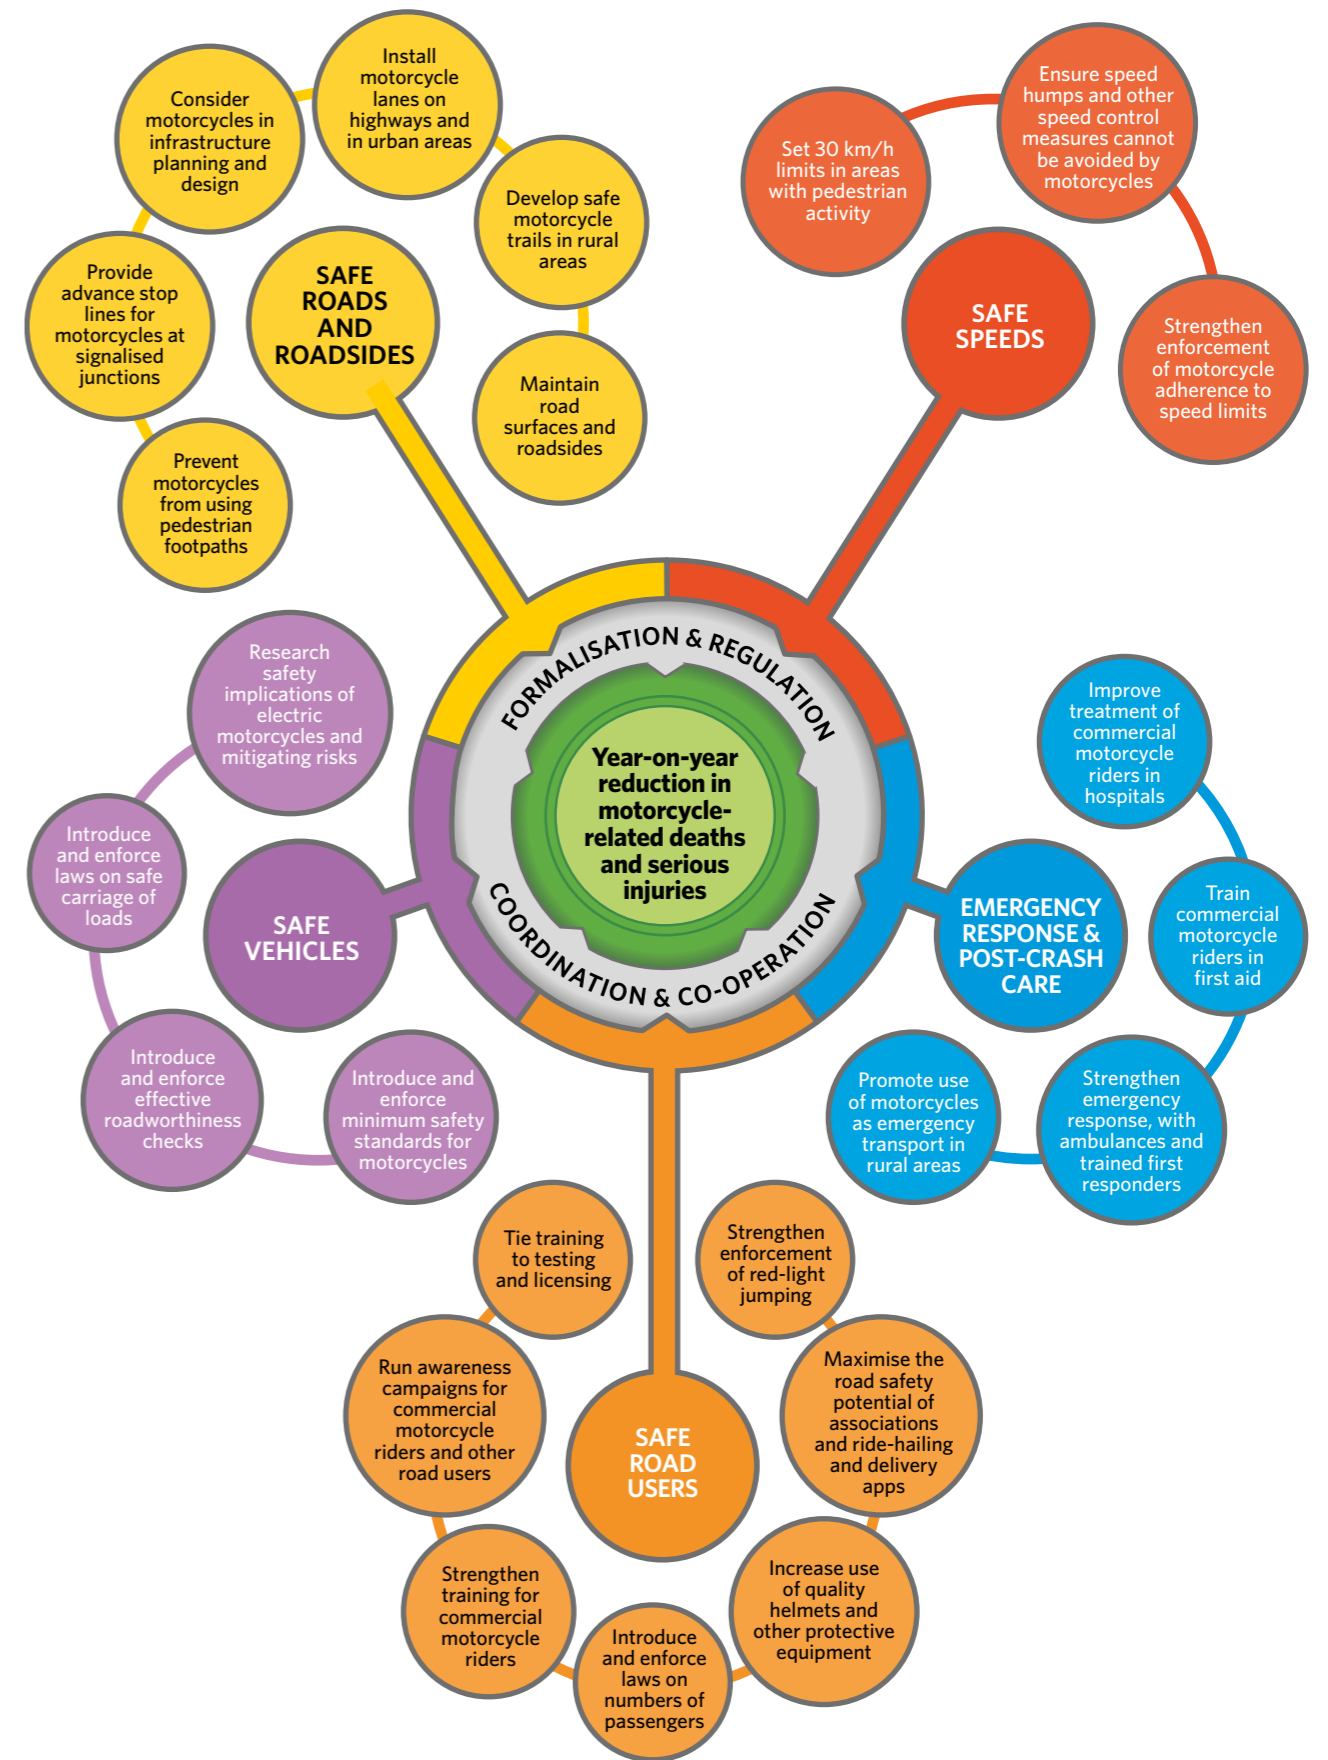 Install
motorcycle
lanes on
highways and
in urban areas
Consider
motorcycles in
infrastructure
planning and
design
Develop safe
motorcycle
trails in rural
areas
Provide
advance stop
lines for
motorcycles at
signalised
junctions
SAFE
ROADS
AND
ROADSIDES
Maintain
road
surfaces and
roadsides
Prevent
motorcycles
from using
pedestrian
footpaths
Ensure speed
humps and other
speed control
measures cannot
be avoided by
motorcycles
Set 30 km/h
limits in areas
with pedestrian
activity
SAFE
SPEEDS
Strengthen
enforcement
of motorcycle
adherence to
speed limits
FORMALISATION & REGULATION
Year-on-year
reduction in
motorcycle-
related deaths
and serious
injuries
COORDINATION & CO-OPERATION
Research
safety
implications of
electric
motorcycles and
mitigating risks
Introduce
and enforce
laws on safe
carriage of
loads
SAFE
VEHICLES
Introduce
and enforce
effective
roadworthiness
checks
Introduce and
enforce
minimum safety
standards for
motorcycles
Improve
treatment of
commercial
motorcycle
riders in
hospitals
EMERGENCY
RESPONSE &
POST-CRASH
CARE
Train
commercial
motorcycle
riders in
first aid
Promote use
of motorcycles
as emergency
transport in
rural areas
Strengthen
emergency
response, with
ambulances and
trained first
responders
Tie training
to testing
and licensing
Strengthen
enforcement
of red-light
jumping
Run awareness
campaigns for
commercial
motorcycle
riders and other
road users
SAFE
ROAD
USERS
Maximise the
road safety
potential of
associations
and ride-hailing
and delivery
apps
Strengthen
training for
commercial
motorcycle
riders
Introduce
and enforce
laws on
numbers of
passengers
Increase use
of quality
helmets and
other protective
equipment